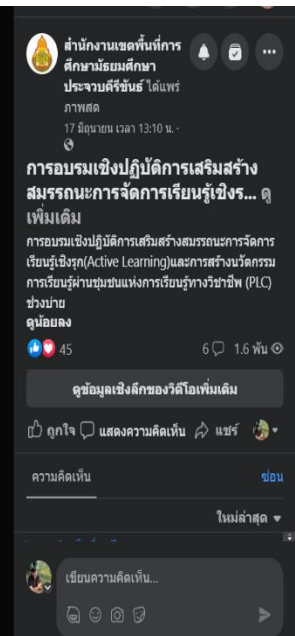 สำนักงานเขตพื้นที่การ
ศึกษามัธยมศึกษา
ประจวบคีรีขันธ์ ได้แพร่
ภาพสด
17 มิถุนายน เวลา 13:10 น. ·
การอบรมเชิงปฏิบัติการเสริมสร้าง
สมรรถนะการจัดการเรียนรู้เชิงร... ดู
เพิ่มเติม
การอบรมเชิงปฏิบัติการเสริมสร้างสมรรถนะการจัดการ
เรียนรู้เชิงรุก(Active Learning)และการสร้างนวัตกรรม
การเรียนรู้ผ่านชุมชนแห่งการเรียนรู้ทางวิชาชีพ (PLC)
ช่วงบ่าย
ดูน้อยลง
45 6 1.6 พัน
ดูข้อมูลเชิงลึกของวิดีโอเพิ่มเติม
ถูกใจ แสดงความคิดเห็น แชร์
ความคิดเห็น ซ่อน
ใหม่ล่าสุด
เขียนความคิดเห็น...